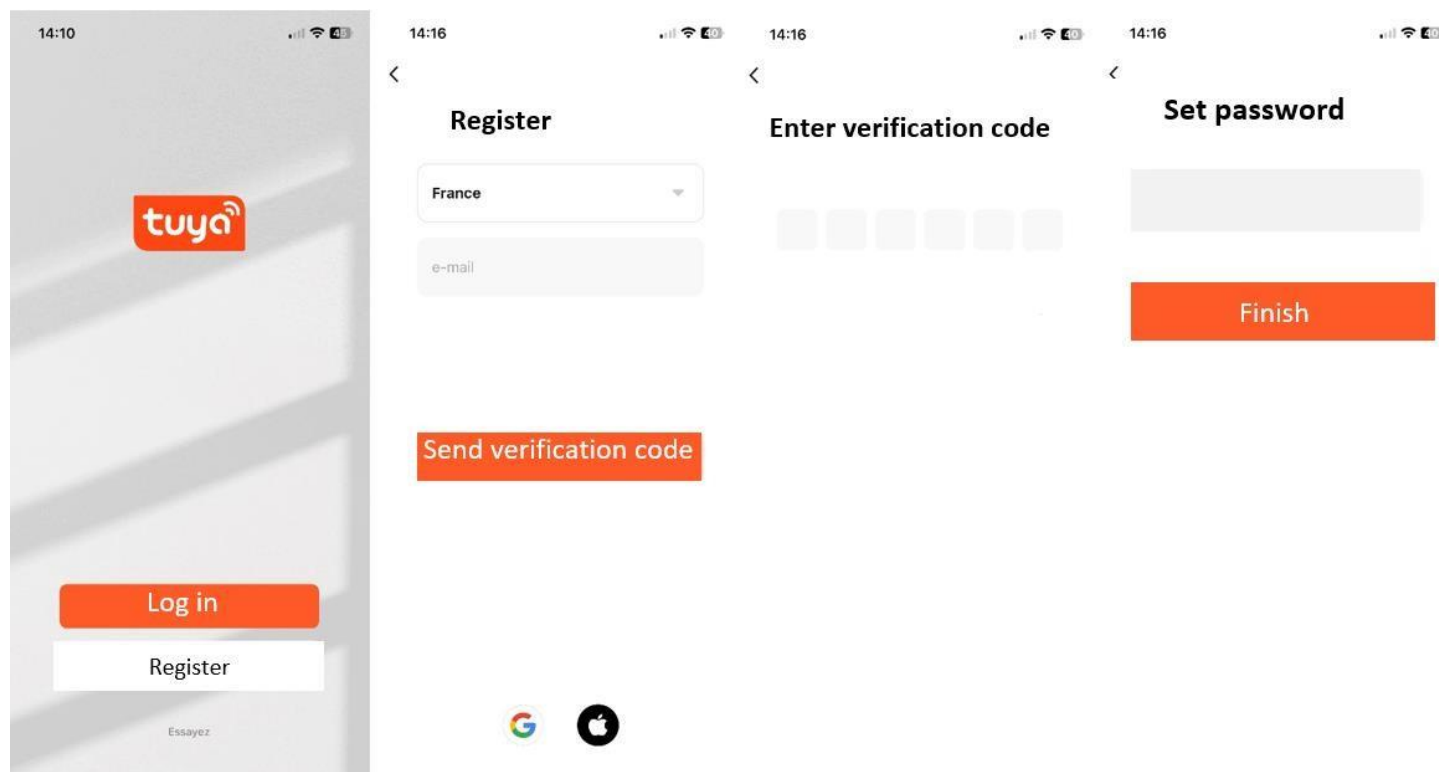 14:10
tuya
Log in
Register
Essayez
14:16
Register
France
e-mail
Send verification code
14:16
Enter verification code
14:16
Set password
Finish